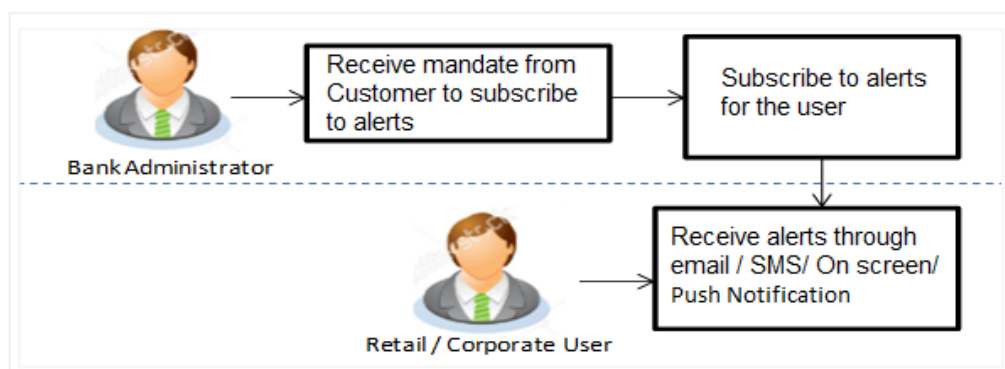 Receive mandate from
Customer to subscribe
to alerts
Subscribe to alerts
for the user
Bank Administrator
Receive alerts through
email / SMS/ On screen/
Push Notification
Retail / Corporate User